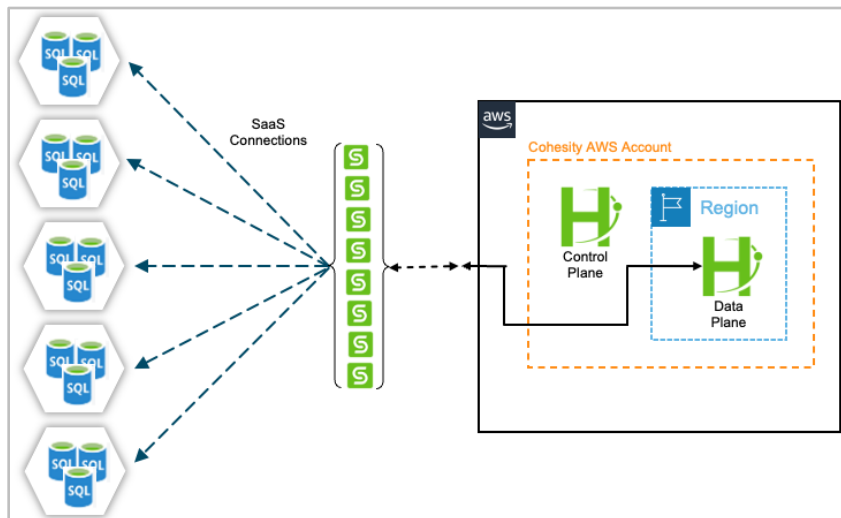 SQL SQL
SQL
SQL SQL
SQL
SQL SQL
SQL
SQL SQL
SQL
SQL SQL
SQL
SaaS
Connections
aws
Cohesity AWS Account
Control
Plane
Region
Data
Plane